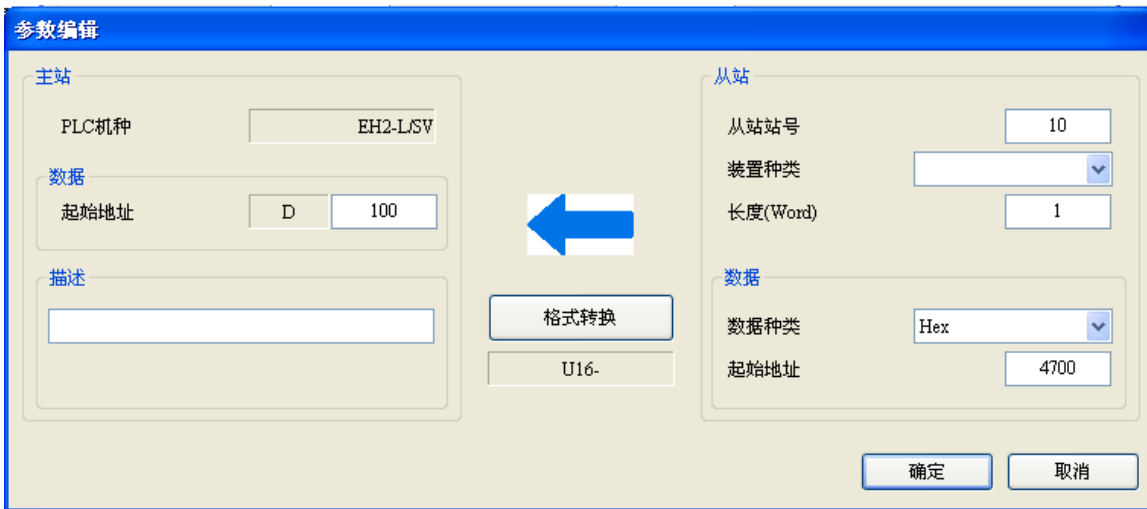 参数编辑
主站
PLC机种 EH2-L/SV
数据
起始地址 D 100
描述
格式转换
U16-
从站
从站站号 10
装置种类
长度(Word) 1
数据
数据种类 Hex
起始地址 4700
确定 取消